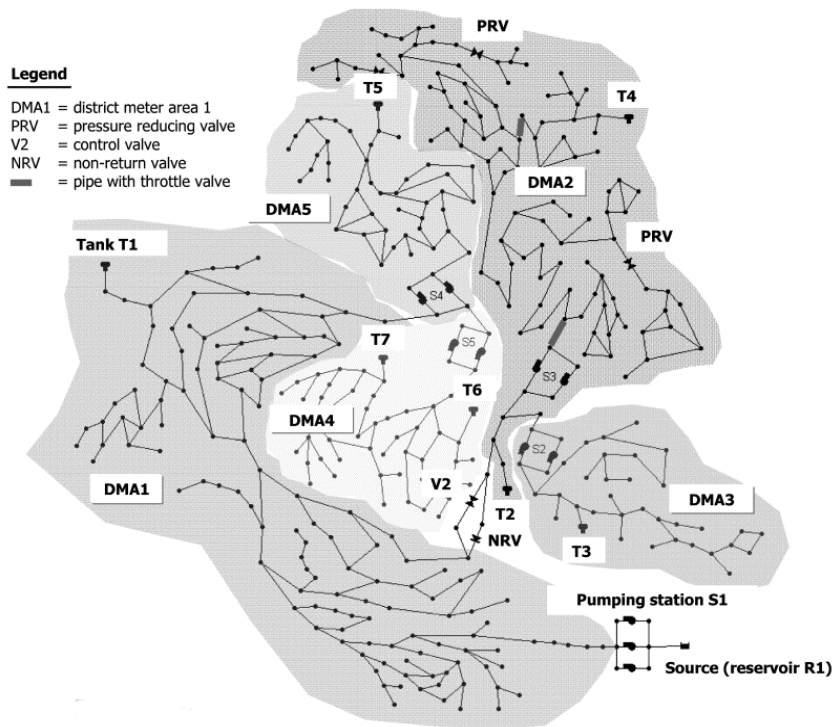 PRV
Legend
DMA1 = district meter area 1
PRV = pressure reducing valve
V2 = control valve
NRV = non-return valve
= pipe with throttle valve
T5
T4
DMA2
DMA5
Tank T1
PRV
S4
T7
S5
T6
S3
DMA4
S2
DMA1
V2
DMA3
T2
NRV
T3
Pumping station S1
Source (reservoir R1)